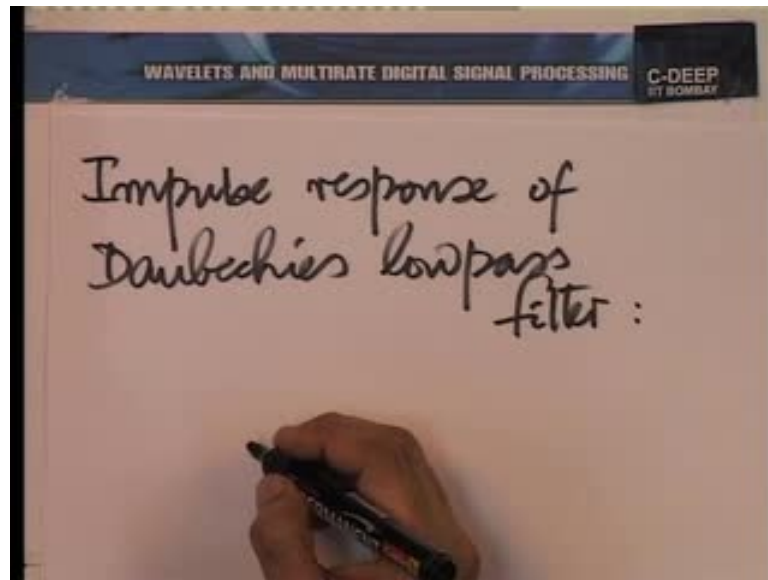 WAVELETS AND MULTIRATE DIGITAL SIGNAL PROCESSING
C-DEEP
IIT BOMBAY
Impulse response of
Daubechies lowpass
filter :